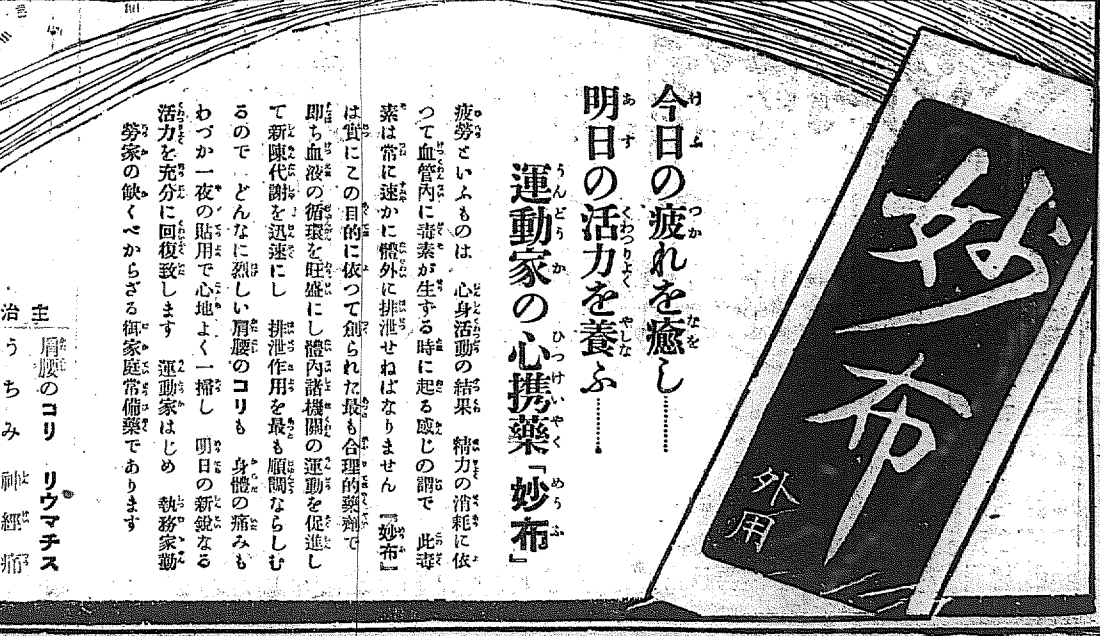 妙布
外用
今日の疲れを癒し…………
明日の活力を養ふ…………
運動家の心携藥「妙布」
疲勞といふものは 心身活動の結果 精力の消耗に依
つて血管內に毒素が生ずる時に起る感じの謂で 此毒
素は常に速かに體外に排泄せねばなりません 『妙布』
は實にこの目的に依つて創られた最も合理的藥劑で
即ち血液の循環を旺盛にし體內諸機關の運動を促進し
て新陳代謝を迅速にし 排泄作用を最も順調ならしむ
るので どんなに烈しい肩腰のコリも 身體の痛みも
わづか一夜の貼用で心地よく一掃し 明日の新銳なる
活力を充分に回復致します 運動家はじめ 執務家勤
勞家の缺くべからざる御家庭常備藥であります
主治
肩腰のコリ リウマチス
うちみ 神經痛